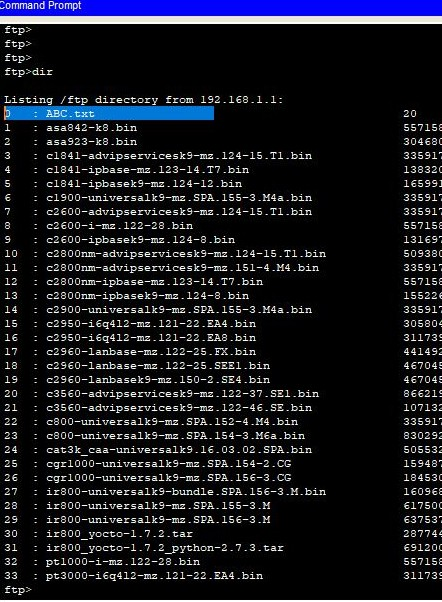 Command Prompt
ftp>
ftp>
ftp>
ftp>dir
Listing /ftp directory from 192.168.1.1:
0 : ABC.txt 20
1 : asa842-k8.bin 557158
2 : asa923-k8.bin 304680
3 : c1841-advipservicesk9-mz.124-15.T1.bin 335917
4 : c1841-ipbase-mz.123-14.T7.bin 138320
5 : c1841-ipbasek9-mz.124-12.bin 165991
6 : c1900-universalk9-mz.SPA.155-3.M4a.bin 335917
7 : c2600-advipservicesk9-mz.124-15.T1.bin 335917
8 : c2600-i-mz.122-28.bin 557158
9 : c2600-ipbasek9-mz.124-8.bin 131697
10 : c2800nm-advipservicesk9-mz.124-15.T1.bin 509380
11 : c2800nm-advipservicesk9-mz.151-4.M4.bin 335917
12 : c2800nm-ipbase-mz.123-14.T7.bin 557158
13 : c2800nm-ipbasek9-mz.124-8.bin 155226
14 : c2900-universalk9-mz.SPA.155-3.M4a.bin 335917
15 : c2950-i6q4l2-mz.121-22.EA4.bin 305804
16 : c2950-i6q4l2-mz.121-22.EA8.bin 311739
17 : c2960-lanbase-mz.122-25.FX.bin 441492
18 : c2960-lanbase-mz.122-25.SEE1.bin 467045
19 : c2960-lanbasek9-mz.150-2.SE4.bin 467045
20 : c3560-advipservicesk9-mz.122-37.SE1.bin 866219
21 : c3560-advipservicesk9-mz.122-46.SE.bin 107132
22 : c800-universalk9-mz.SPA.152-4.M4.bin 335917
23 : c800-universalk9-mz.SPA.154-3.M6a.bin 830292
24 : cat3k_caa-universalk9.16.03.02.SPA.bin 505532
25 : cgr1000-universalk9-mz.SPA.154-2.CG 159487
26 : cgr1000-universalk9-mz.SPA.156-3.CG 184530
27 : ir800-universalk9-bundle.SPA.156-3.M.bin 160968
28 : ir800-universalk9-mz.SPA.155-3.M 617500
29 : ir800-universalk9-mz.SPA.156-3.M 637537
30 : ir800_yocto-1.7.2.tar 287744
31 : ir800_yocto-1.7.2_python-2.7.3.tar 691200
32 : pt1000-i-mz.122-28.bin 557158
33 : pt3000-i6q4l2-mz.121-22.EA4.bin 311739
ftp>